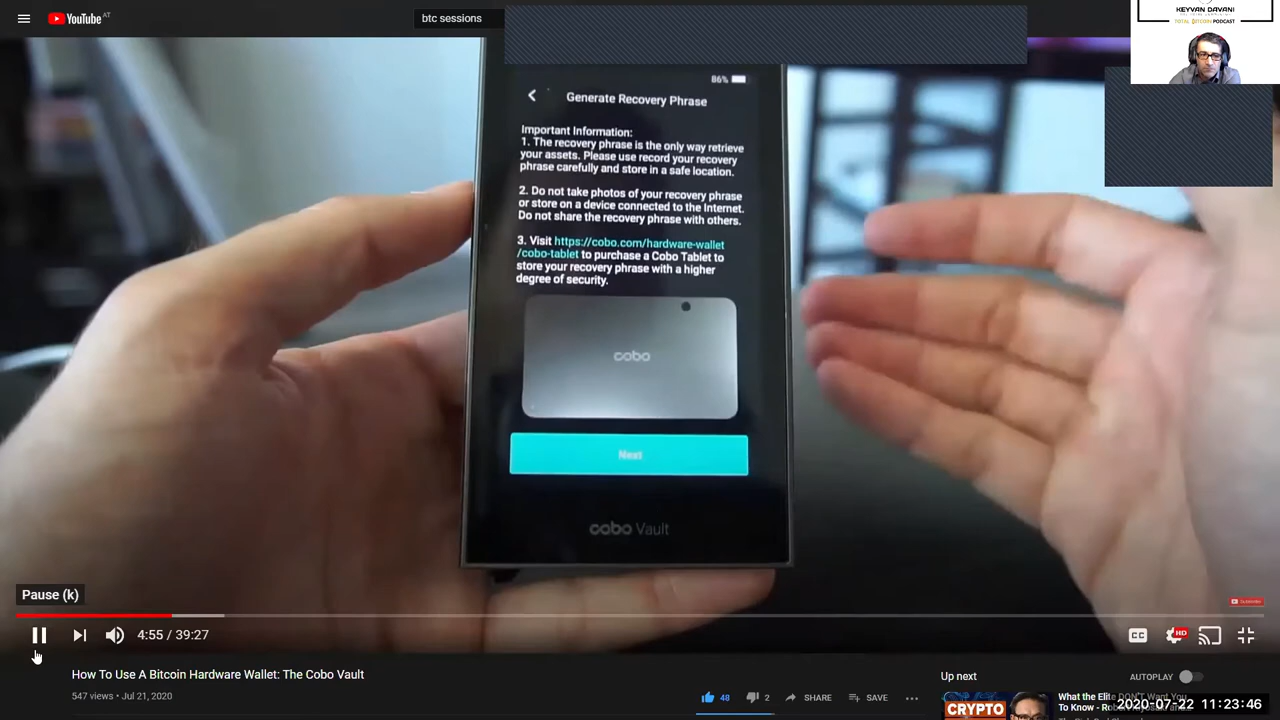 YouTube AT
btc sessions
KEYVAN DAVANI
TOTAL BITCOIN PODCAST
86%
Generate Recovery Phrase
Important Information:
1. The recovery phrase is the only way retrieve
your assets. Please use record your recovery
phrase carefully and store in a safe location.
2. Do not take photos of your recovery phrase
or store on a device connected to the Internet.
Do not share the recovery phrase with others.
3. Visit https://cobo.com/hardware-wallet
/cobo-tablet to purchase a Cobo Tablet to
store your recovery phrase with a higher
degree of security.
cobo
Next
cobo Vault
Pause (k)
4:55 / 39:27
CC
HD
How To Use A Bitcoin Hardware Wallet: The Cobo Vault
547 views • Jul 21, 2020
48
2
SHARE
SAVE
Up next
AUTOPLAY
CRYPTO
What the Elite DON'T Want You
To Know - R
2020-07-22 11:23:46